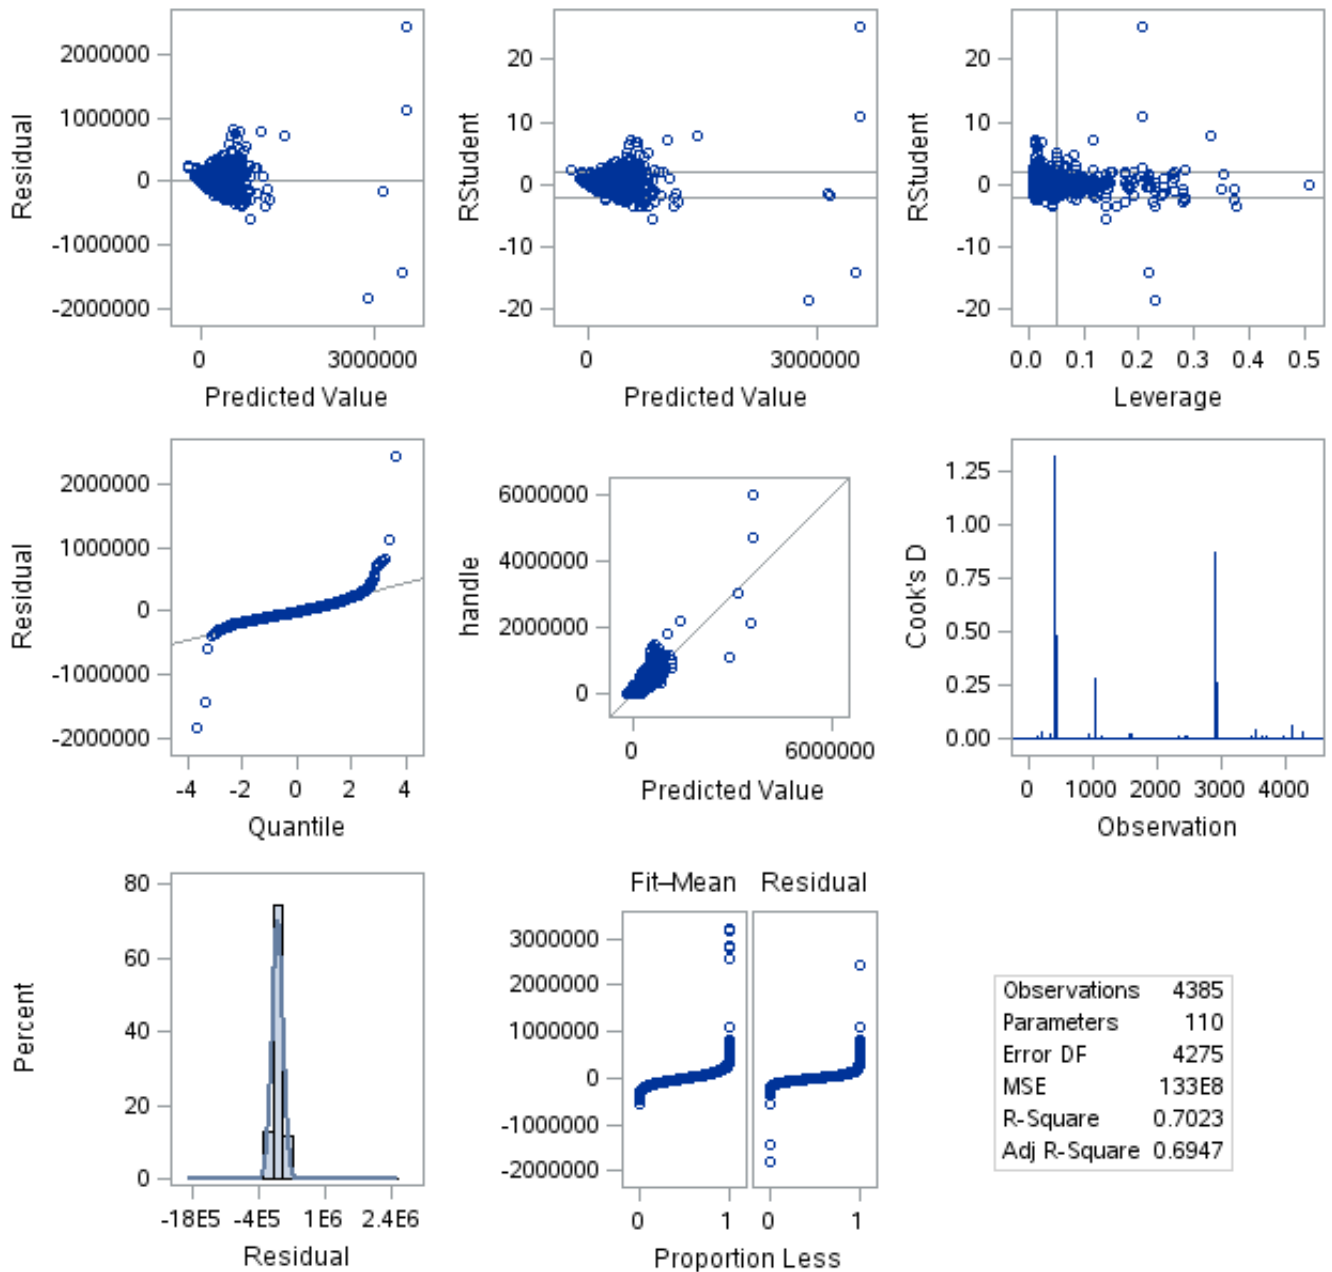 2000000
1000000
0
-1000000
-2000000
Residual
0 3000000
Predicted Value
20
10
0
-10
-20
RStudent
0 3000000
Predicted Value
20
10
0
-10
-20
RStudent
0.0 0.1 0.2 0.3 0.4 0.5
Leverage
2000000
1000000
0
-1000000
-2000000
Residual
-4 -2 0 2 4
Quantile
6000000
4000000
2000000
0
handle
0 6000000
Predicted Value
1.25
1.00
0.75
0.50
0.25
0.00
Cook's D
0 1000 2000 3000 4000
Observation
80
60
40
20
0
Percent
-18E5 -4E5 1E6 2.4E6
Residual
Fit–Mean Residual
3000000
2000000
1000000
0
-1000000
-2000000
0 1 0 1
Proportion Less
Observations 4385
Parameters 110
Error DF 4275
MSE 133E8
R-Square 0.7023
Adj R-Square 0.6947